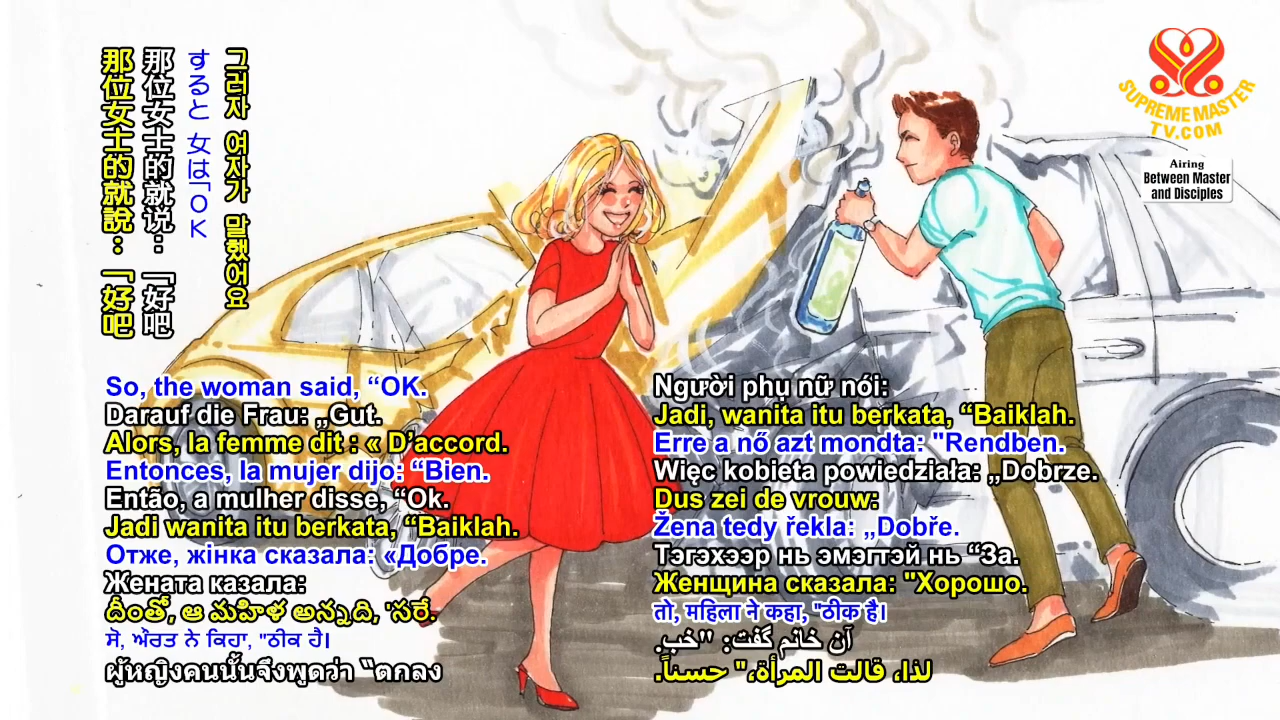 그러자 여자가 말했어요
すると 女は「OK
那位女士的就说：「好吧
那位女士的就說：「好吧
SUPREME MASTER
TV.COM
Airing
Between Master
and Disciples
So, the woman said, “OK.
Darauf die Frau: „Gut.
Alors, la femme dit : « D’accord.
Entonces, la mujer dijo: “Bien.
Então, a mulher disse, “Ok.
Jadi wanita itu berkata, “Baiklah.
Отже, жінка сказала: «Добре.
Жената казала:
దీంతో, ఆ మహిళ అన్నది, 'సరే.
ਸੋ, ਔਰਤ ਨੇ ਕਿਹਾ, "ਠੀਕ ਹੈ।
ผู้หญิงคนนั้นจึงพูดว่า “ตกลง
Người phụ nữ nói:
Jadi, wanita itu berkata, “Baiklah.
Erre a nő azt mondta: "Rendben.
Więc kobieta powiedziała: „Dobrze.
Dus zei de vrouw:
Žena tedy řekla: „Dobře.
Тэгэхээр нь эмэгтэй нь “За.
Женщина сказала: "Хорошо.
तो, महिला ने कहा, "ठीक है।
آن خانم گفت: "خب.
لذا، قالت المرأة، " حسناً.